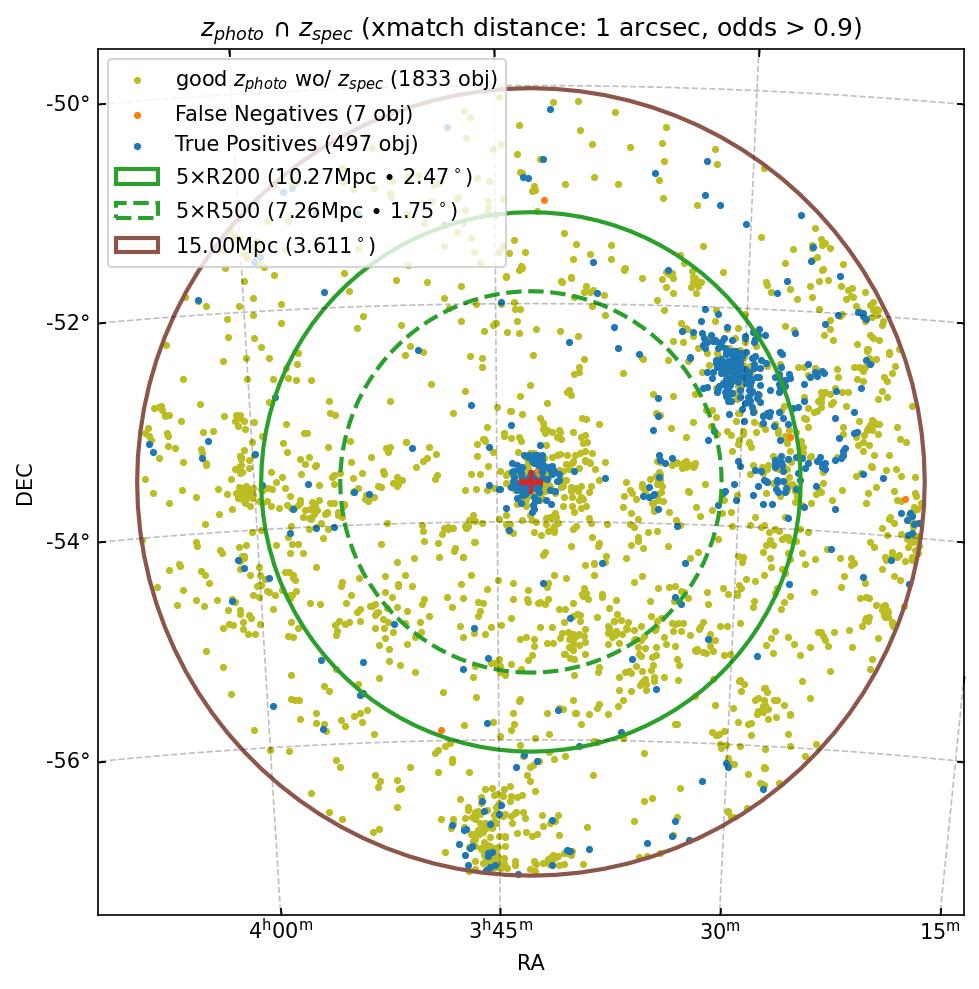 z_photo ∩ z_spec (xmatch distance: 1 arcsec, odds > 0.9)
good z_photo wo/ z_spec (1833 obj)
False Negatives (7 obj)
True Positives (497 obj)
5×R200 (10.27Mpc • 2.47°)
5×R500 (7.26Mpc • 1.75°)
15.00Mpc (3.611°)
-50°
-52°
-54°
-56°
DEC
4h00m
3h45m
30m
15m
RA